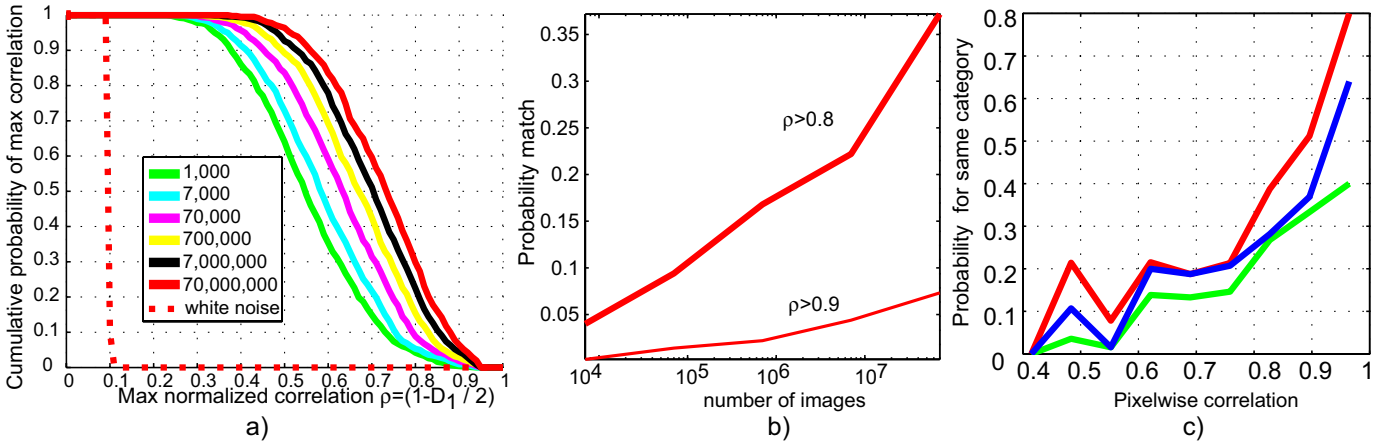 Cumulative probability of max correlation
1
0.9
0.8
0.7
0.6
0.5
0.4
0.3
0.2
0.1
0
1,000
7,000
70,000
700,000
7,000,000
70,000,000
white noise
0 0.1 0.2 0.3 0.4 0.5 0.6 0.7 0.8 0.9 1
Max normalized correlation ρ=(1-D1 / 2)
a)
Probability match
0.35
0.3
0.25
0.2
0.15
0.1
0.05
ρ>0.8
ρ>0.9
10^4 10^5 10^6 10^7
number of images
b)
Probability for same category
0.8
0.7
0.6
0.5
0.4
0.3
0.2
0.1
0
0.4 0.5 0.6 0.7 0.8 0.9 1
Pixelwise correlation
c)